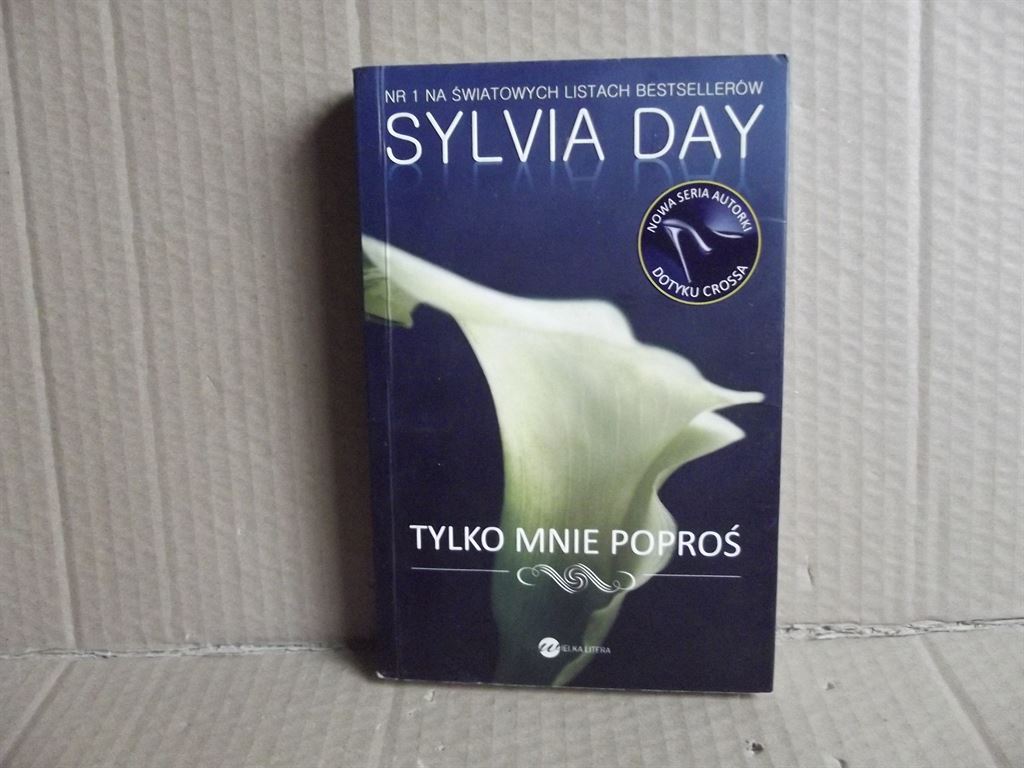 NR 1 NA ŚWIATOWYCH LISTACH BESTSELLERÓW
SYLVIA DAY
NOWA SERIA AUTORKI
DOTYKU CROSSA
TYLKO MNIE POPROŚ
WIELKA LITERA